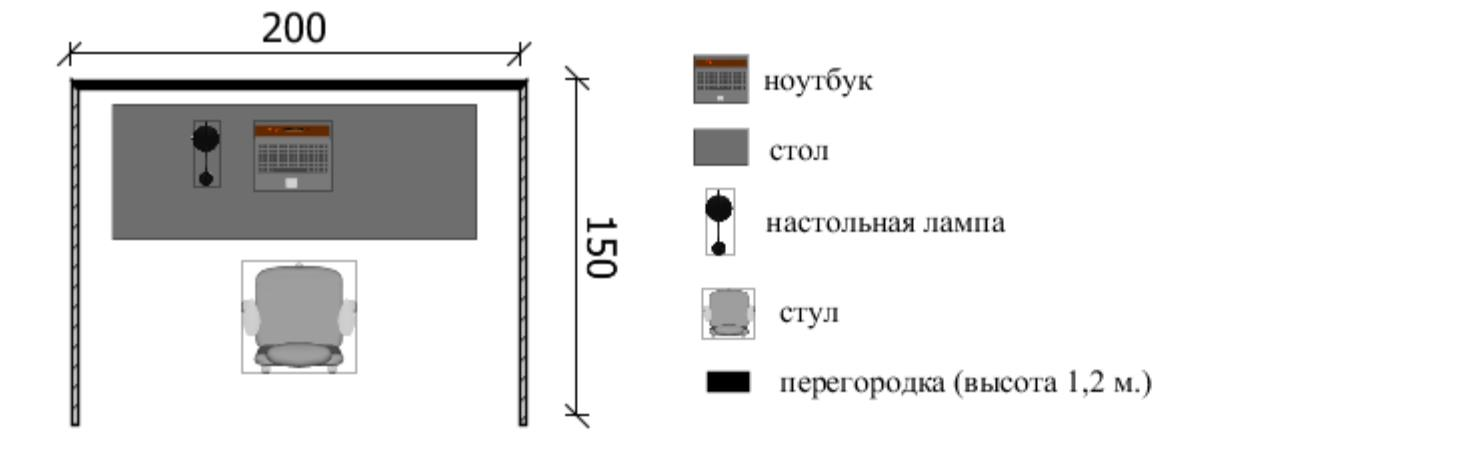 200
150
ноутбук
стол
настольная лампа
стул
перегородка (высота 1,2 м.)